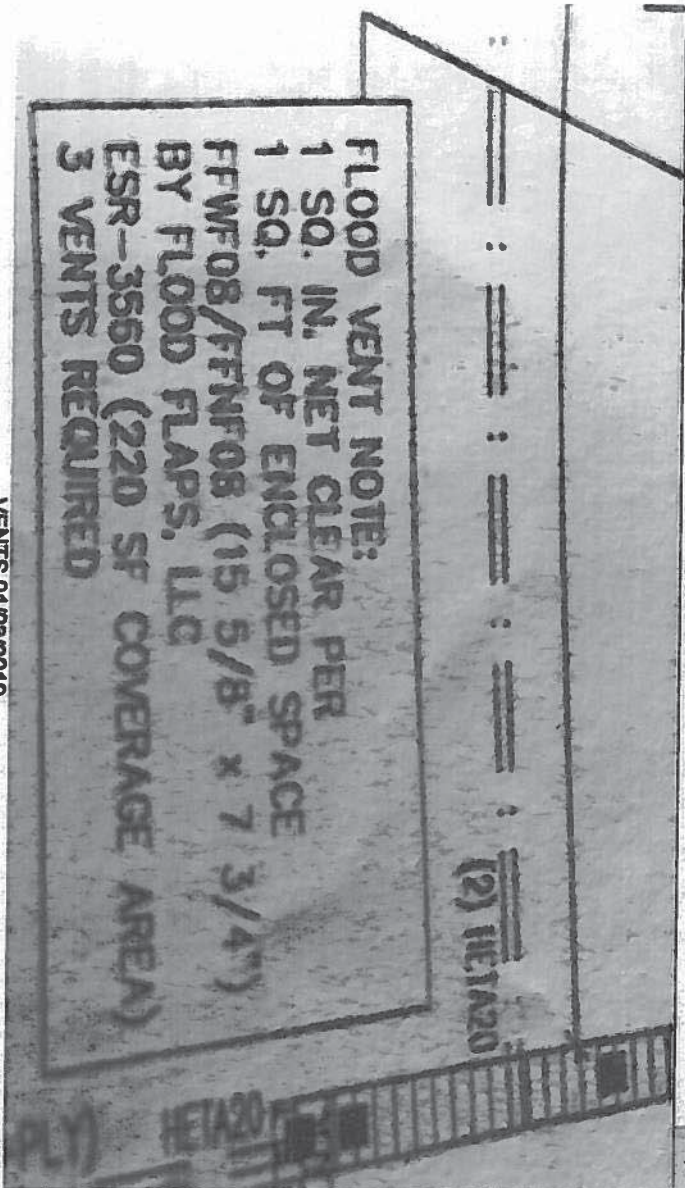 FLOOD VENT NOTE:
1 SQ. IN. NET CLEAR PER
1 SQ. FT OF ENCLOSED SPACE
FFWF08/FFNF08 (15 5/8" x 7 3/4")
BY FLOOD FLAPS, LLC
ESR-3550 (220 SF COVERAGE AREA)
3 VENTS REQUIRED
(2) HETA20
HETA20
PLY)